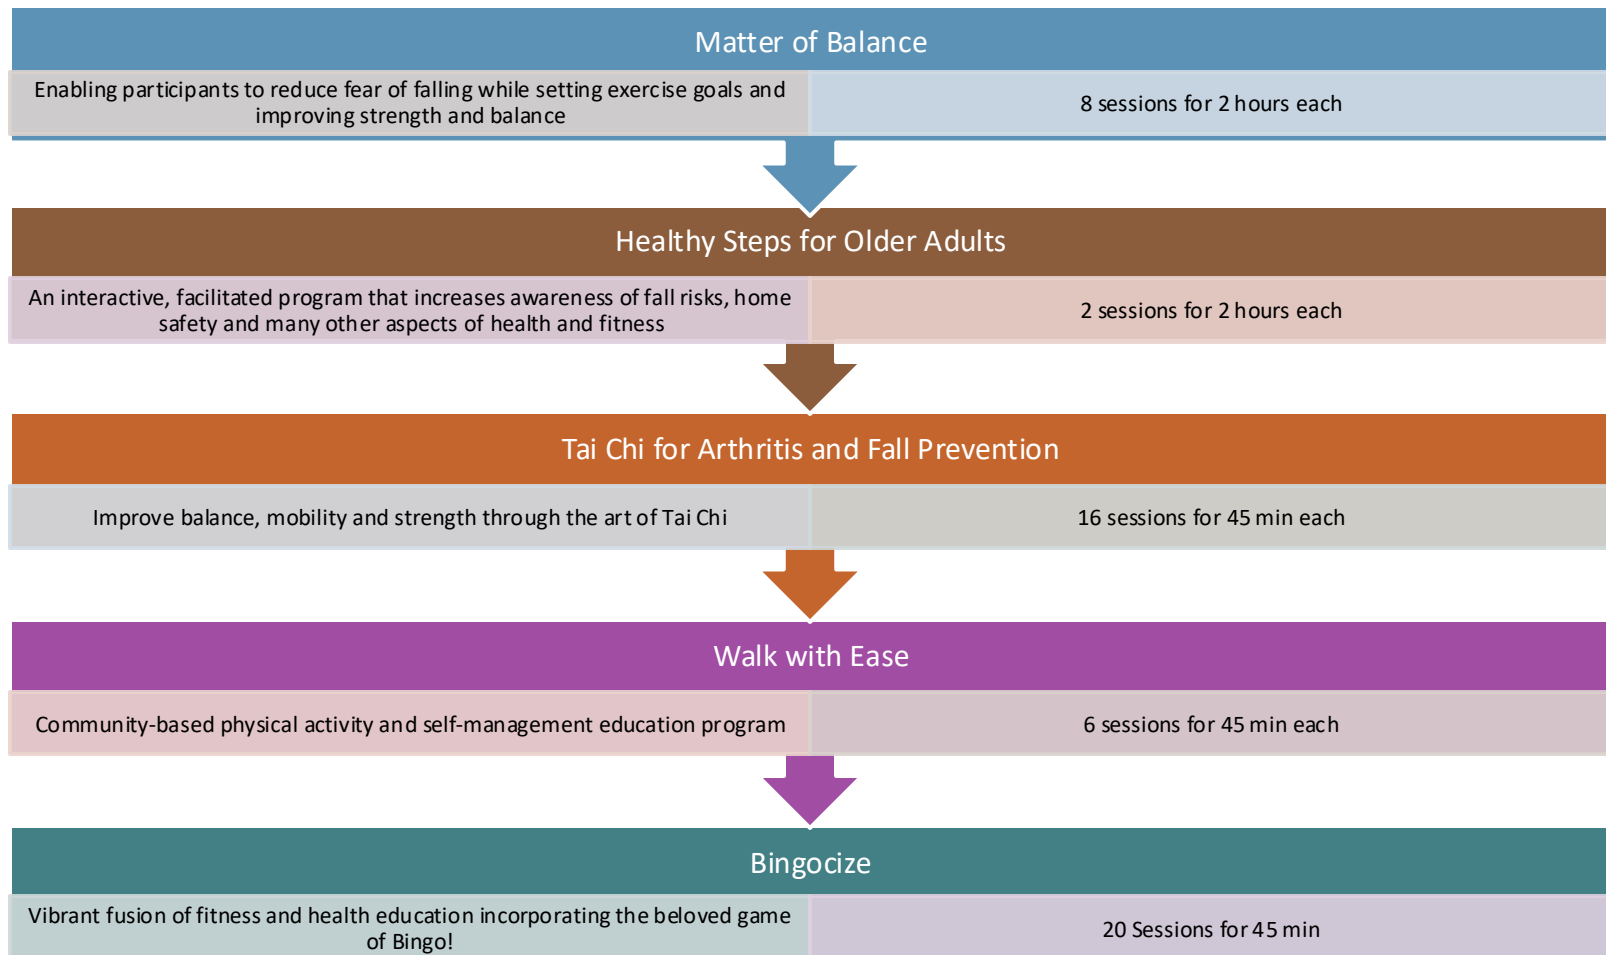 Matter of Balance
Enabling participants to reduce fear of falling while setting exercise goals and
improving strength and balance
8 sessions for 2 hours each
Healthy Steps for Older Adults
An interactive, facilitated program that increases awareness of fall risks, home
safety and many other aspects of health and fitness
2 sessions for 2 hours each
Tai Chi for Arthritis and Fall Prevention
Improve balance, mobility and strength through the art of Tai Chi
16 sessions for 45 min each
Walk with Ease
Community-based physical activity and self-management education program
6 sessions for 45 min each
Bingocize
Vibrant fusion of fitness and health education incorporating the beloved game
of Bingo!
20 Sessions for 45 min